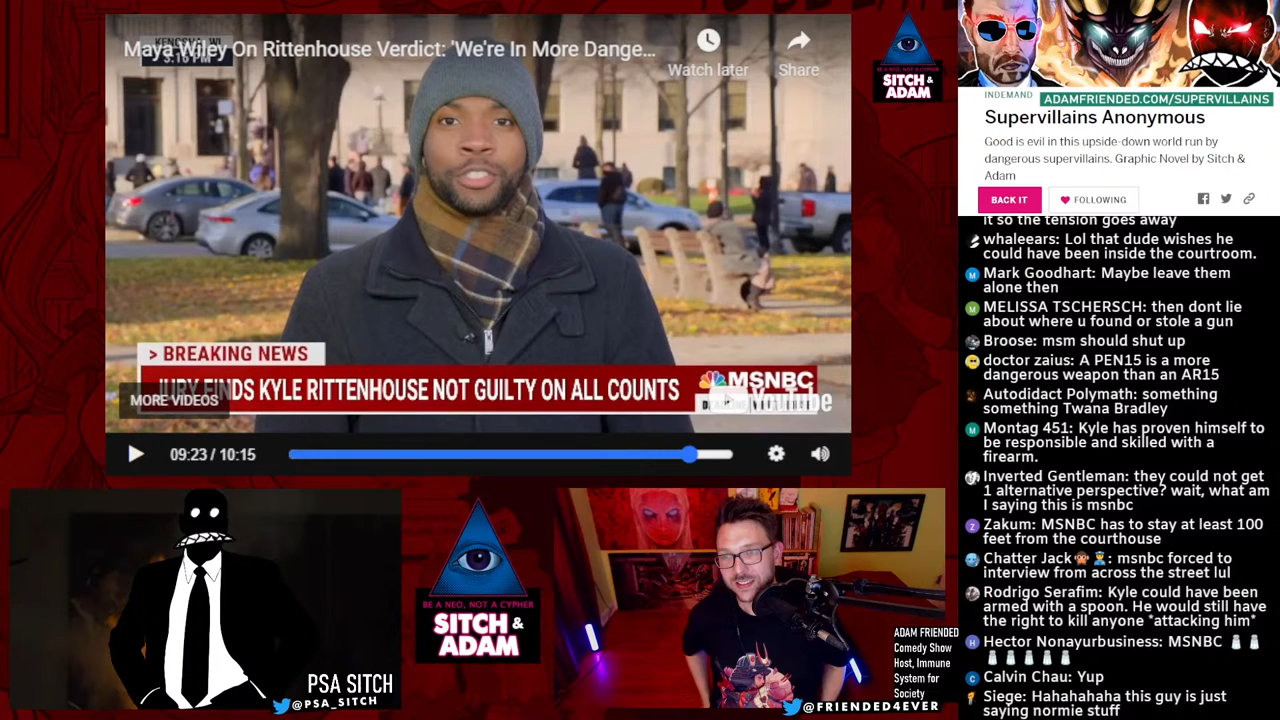 Maya Wiley On Rittenhouse Verdict: 'We're In More Dange...
KENOSHA, WI
3:16 PM
Watch later
Share
> BREAKING NEWS
JURY FINDS KYLE RITTENHOUSE NOT GUILTY ON ALL COUNTS
MSNBC
MORE VIDEOS
YouTube
09:23 / 10:15
BE A NEO, NOT A CYPHER
SITCH &
ADAM
INDEMAND
ADAMFRIENDED.COM/SUPERVILLAINS
Supervillains Anonymous
Good is evil in this upside-down world run by
dangerous supervillains. Graphic Novel by Sitch &
Adam
BACK IT
FOLLOWING
it so the tension goes away
whaleears: Lol that dude wishes he
could have been inside the courtroom.
Mark Goodhart: Maybe leave them
alone then
MELISSA TSCHERSCH: then dont lie
about where u found or stole a gun
Broose: msm should shut up
doctor zaius: A PEN15 is a more
dangerous weapon than an AR15
Autodidact Polymath: something
something Twana Bradley
Montag 451: Kyle has proven himself to
be responsible and skilled with a
firearm.
Inverted Gentleman: they could not get
1 alternative perspective? wait, what am
I saying this is msnbc
Zakum: MSNBC has to stay at least 100
feet from the courthouse
Chatter Jack: msnbc forced to
interview from across the street lul
Rodrigo Serafim: Kyle could have been
armed with a spoon. He would still have
the right to kill anyone *attacking him*
Hector Nonayurbusiness: MSNBC
Calvin Chau: Yup
Siege: Hahahahaha this guy is just
saying normie stuff
PSA SITCH
@PSA_SITCH
BE A NEO, NOT A CYPHER
SITCH &
ADAM
ADAM FRIENDED
Comedy Show
Host, Immune
System for
Society
@FRIENDED4EVER